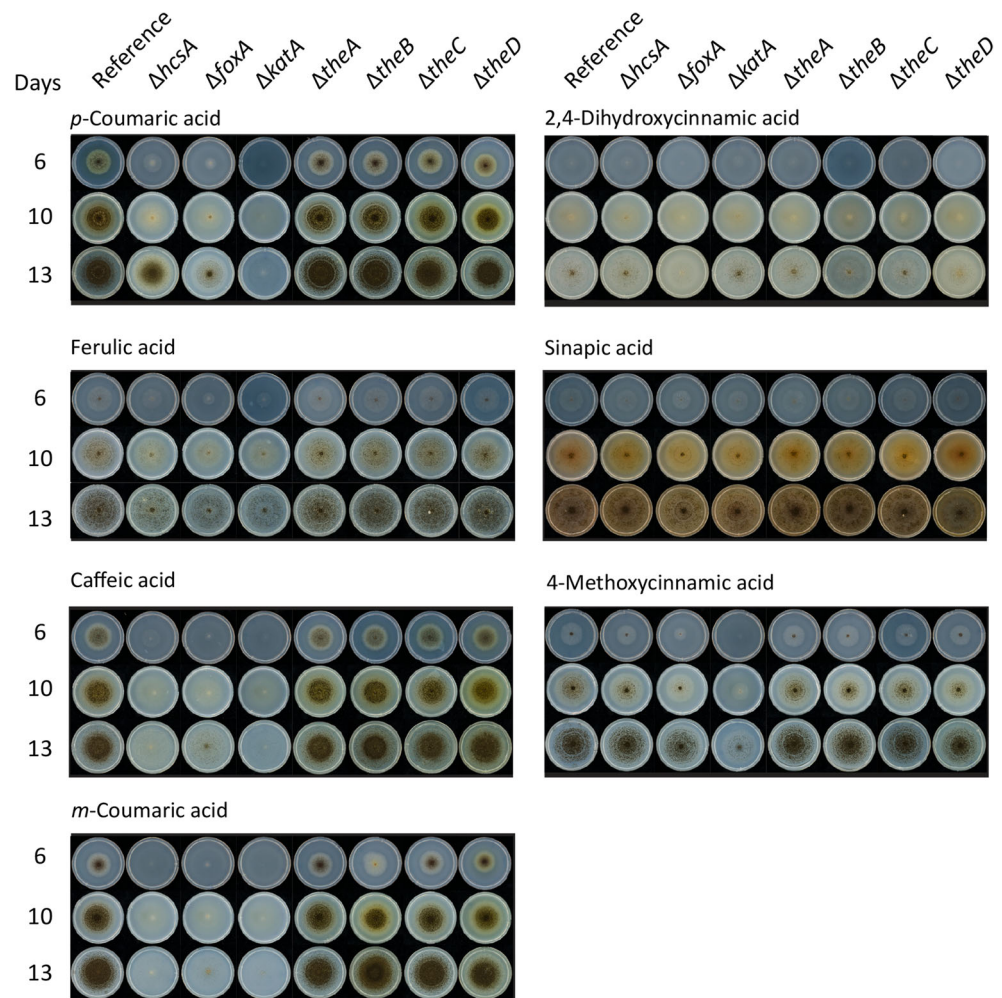 Days Reference ΔhcsA ΔfoxA ΔkatA ΔtheA ΔtheB ΔtheC ΔtheD Reference ΔhcsA ΔfoxA ΔkatA ΔtheA ΔtheB ΔtheC ΔtheD
p-Coumaric acid
6
10
13
2,4-Dihydroxycinnamic acid
Ferulic acid
6
10
13
Sinapic acid
Caffeic acid
6
10
13
4-Methoxycinnamic acid
m-Coumaric acid
6
10
13